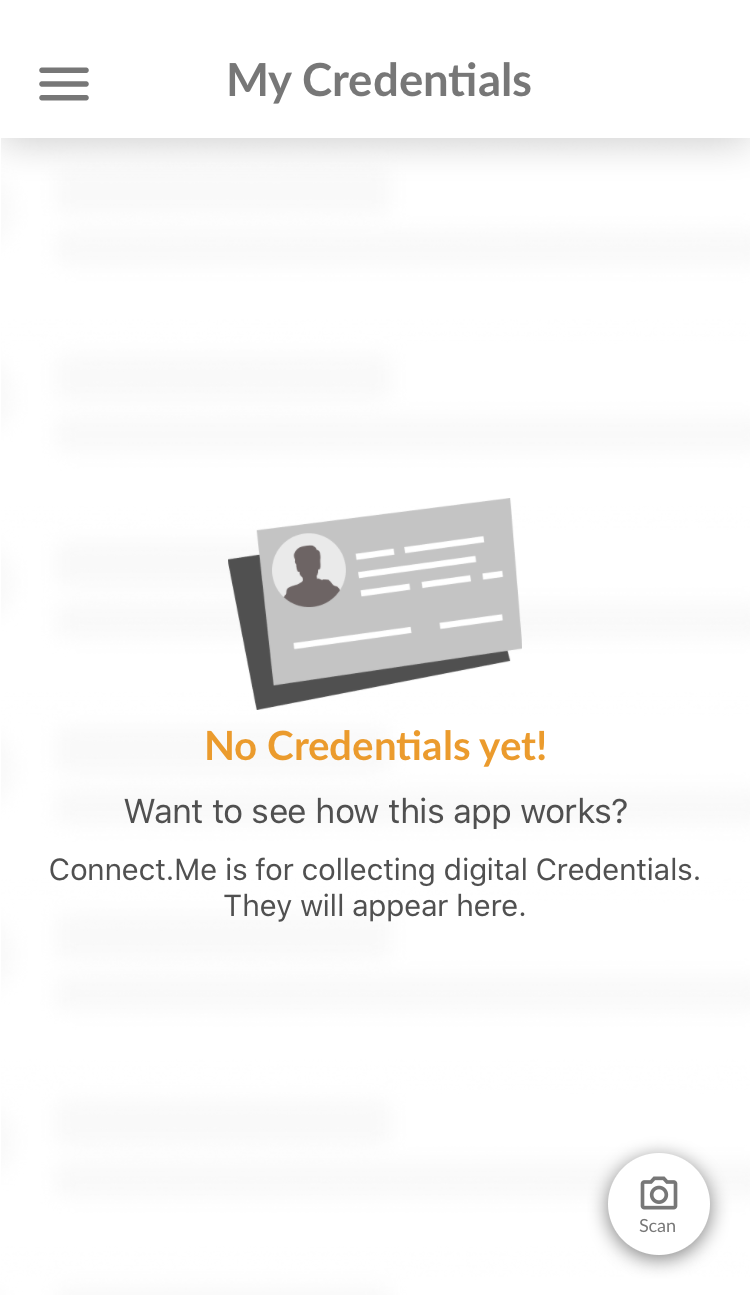 My Credentials
No Credentials yet!
Want to see how this app works?
Connect.Me is for collecting digital Credentials.
They will appear here.
Scan